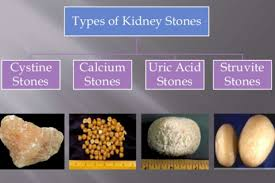 Types of Kidney Stones
Cystine
Stones
Calcium
Stones
Uric Acid
Stones
Struvite
Stones